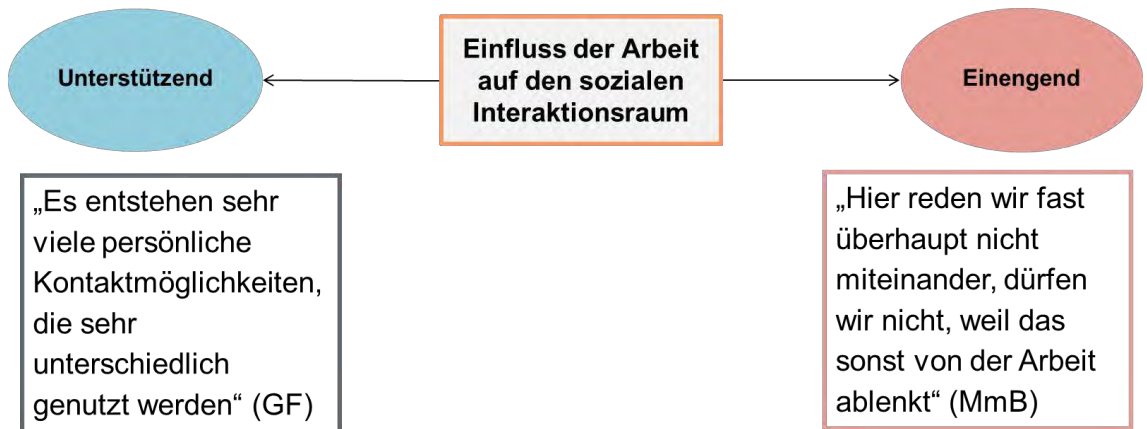 Unterstützend
Einfluss der Arbeit
auf den sozialen
Interaktionsraum
Einengend
„Es entstehen sehr
viele persönliche
Kontaktmöglichkeiten,
die sehr
unterschiedlich
genutzt werden“ (GF)
„Hier reden wir fast
überhaupt nicht
miteinander, dürfen
wir nicht, weil das
sonst von der Arbeit
ablenkt“ (MmB)